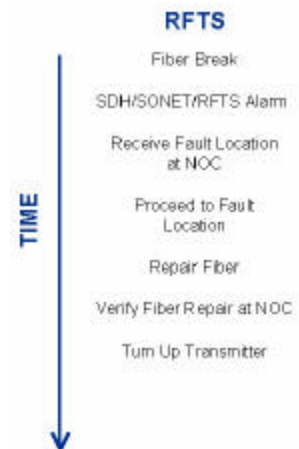 RFTS
Fiber Break
SDH/SONET/RFTS Alarm
Receive Fault Location
at NOC
Proceed to Fault
Location
Repair Fiber
Verify Fiber Repair at NOC
Turn Up Transmitter
TIME